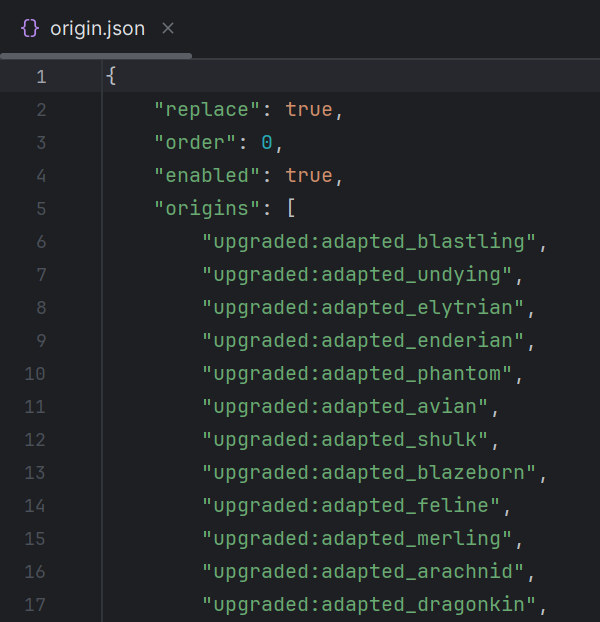 {} origin.json ×
1 {
2 "replace": true,
3 "order": 0,
4 "enabled": true,
5 "origins": [
6 "upgraded:adapted_blastling",
7 "upgraded:adapted_undying",
8 "upgraded:adapted_elytrian",
9 "upgraded:adapted_enderian",
10 "upgraded:adapted_phantom",
11 "upgraded:adapted_avian",
12 "upgraded:adapted_shulk",
13 "upgraded:adapted_blazeborn",
14 "upgraded:adapted_feline",
15 "upgraded:adapted_merling",
16 "upgraded:adapted_arachnid",
17 "upgraded:adapted_dragonkin",